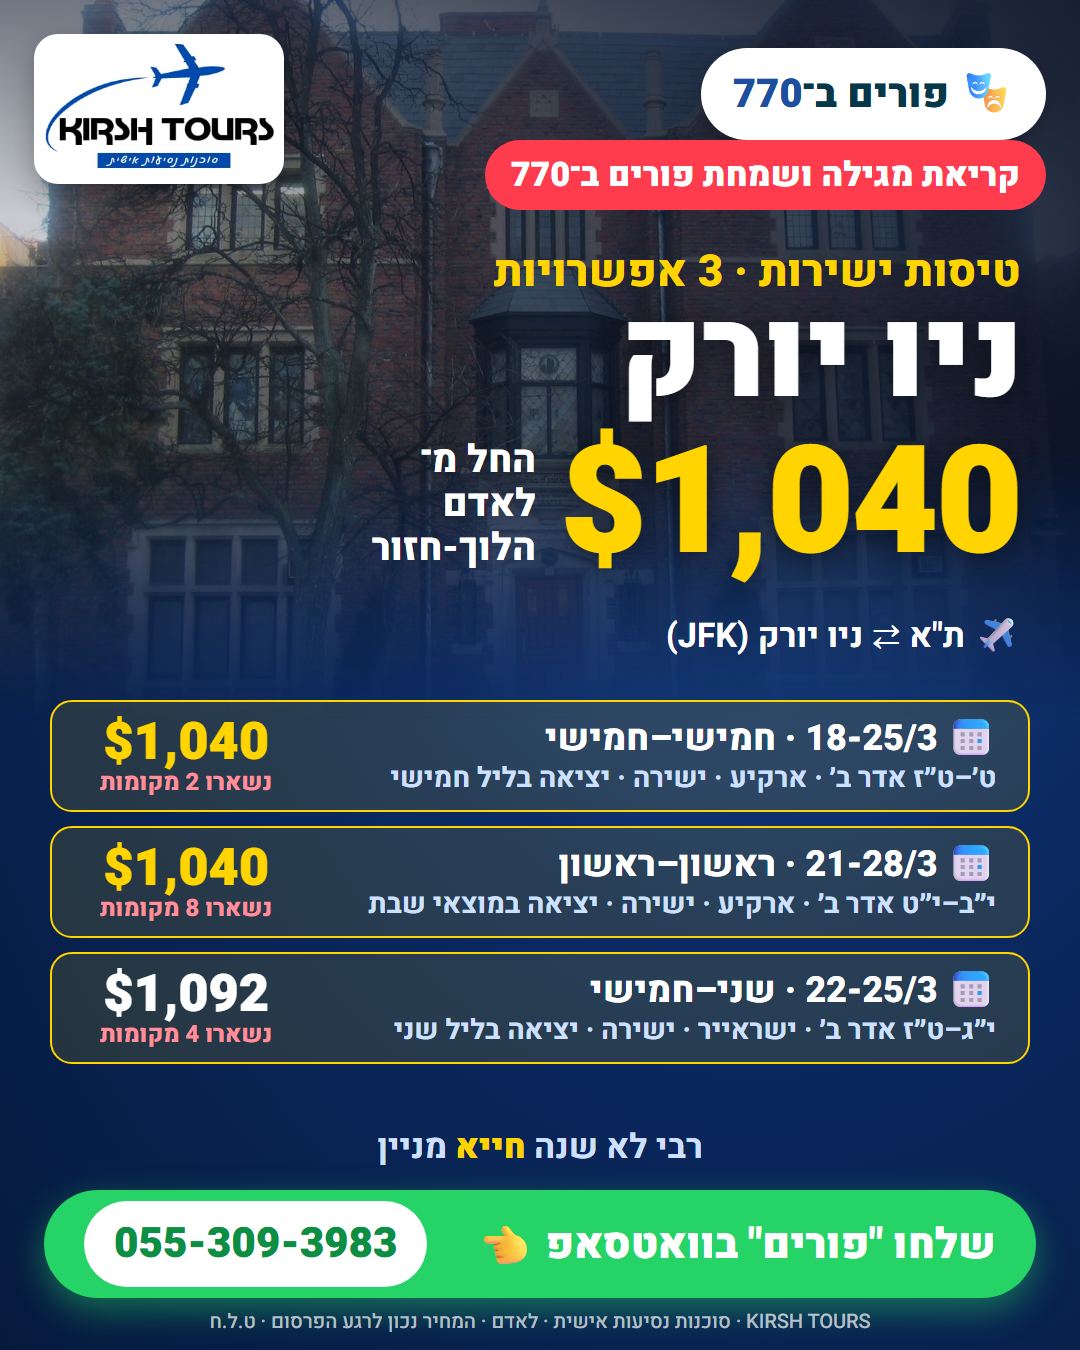 KIRSH TOURS
סוכנות נסיעות אישית
פורים ב־770
קריאת מגילה ושמחת פורים ב־770
טיסות ישירות · 3 אפשרויות
ניו יורק
$1,040
החל מ־
לאדם
הלוך-חזור
ת"א ⇄ ניו יורק (JFK)
18-25/3 · חמישי–חמישי
ט׳–ט״ז אדר ב׳ · ארקיע · ישירה · יציאה בליל חמישי
$1,040
נשארו 2 מקומות
21-28/3 · ראשון–ראשון
י״ב–י״ט אדר ב׳ · ארקיע · ישירה · יציאה במוצאי שבת
$1,040
נשארו 8 מקומות
22-25/3 · שני–חמישי
י״ג–ט״ז אדר ב׳ · ישראייר · ישירה · יציאה בליל שני
$1,092
נשארו 4 מקומות
רבי לא שנה חייא מניין
שלחו "פורים" בוואטסאפ 055-309-3983
KIRSH TOURS · סוכנות נסיעות אישית · לאדם · המחיר נכון לרגע הפרסום · ט.ל.ח